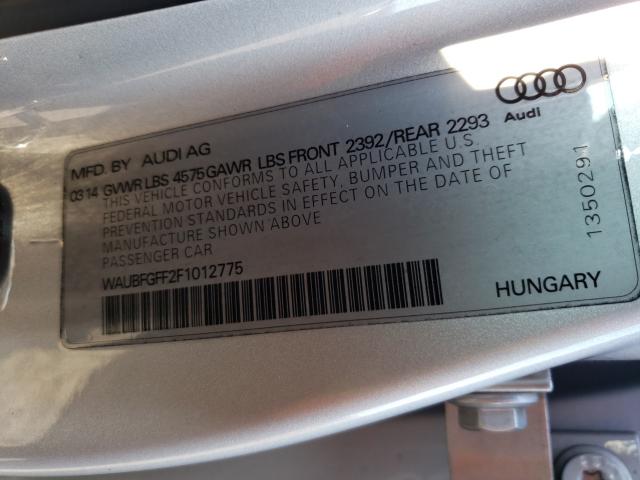 MFD. BY AUDI AG
03 14 GVWR LBS 4575 GAWR LBS FRONT 2392/REAR 2293
THIS VEHICLE CONFORMS TO ALL APPLICABLE U.S.
FEDERAL MOTOR VEHICLE SAFETY, BUMPER AND THEFT
PREVENTION STANDARDS IN EFFECT ON THE DATE OF
MANUFACTURE SHOWN ABOVE
PASSENGER CAR
WAUBFGFF2F1012775
Audi
1350291
HUNGARY